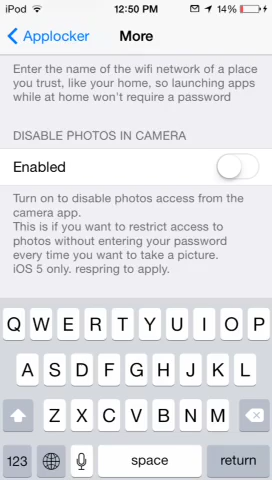 iPod 12:50 PM 14%
Applocker More
Enter the name of the wifi network of a place
you trust, like your home, so launching apps
while at home won't require a password
DISABLE PHOTOS IN CAMERA
Enabled
Turn on to disable photos access from the
camera app.
This is if you want to restrict access to
photos without entering your password
every time you want to take a picture.
iOS 5 only. respring to apply.
Q W E R T Y U I O P
A S D F G H J K L
Z X C V B N M
123 space return